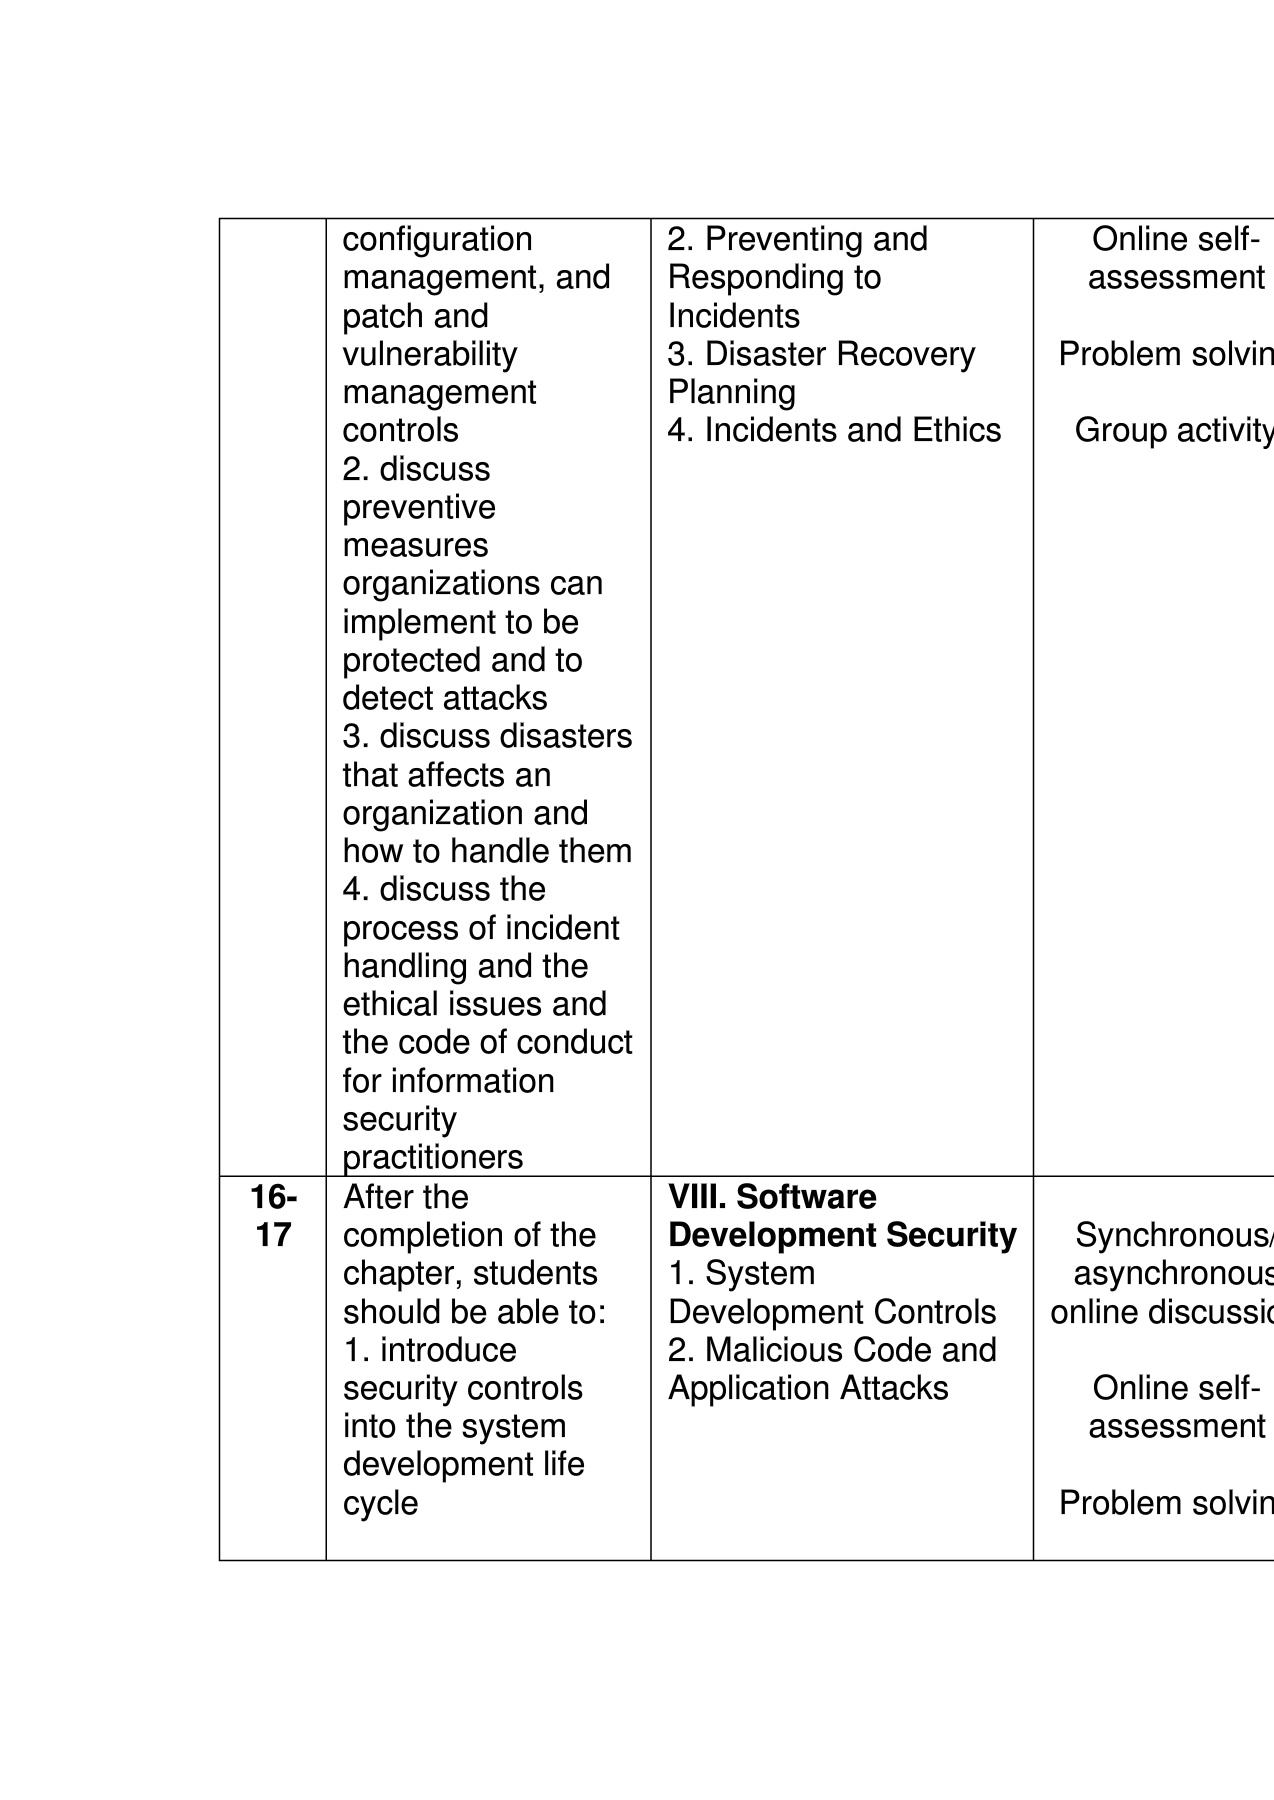 configuration
management, and
patch and
vulnerability
management
controls
2. discuss
preventive
measures
organizations can
implement to be
protected and to
detect attacks
3. discuss disasters
that affects an
organization and
how to handle them
4. discuss the
process of incident
handling and the
ethical issues and
the code of conduct
for information
security
practitioners
2. Preventing and
Responding to
Incidents
3. Disaster Recovery
Planning
4. Incidents and Ethics
Online self-
assessment
Problem solvin
Group activity
16-
17
After the
completion of the
chapter, students
should be able to:
1. introduce
security controls
into the system
development life
cycle
VIII. Software
Development Security
1. System
Development Controls
2. Malicious Code and
Application Attacks
Synchronous/
asynchronous
online discussio
Online self-
assessment
Problem solvin